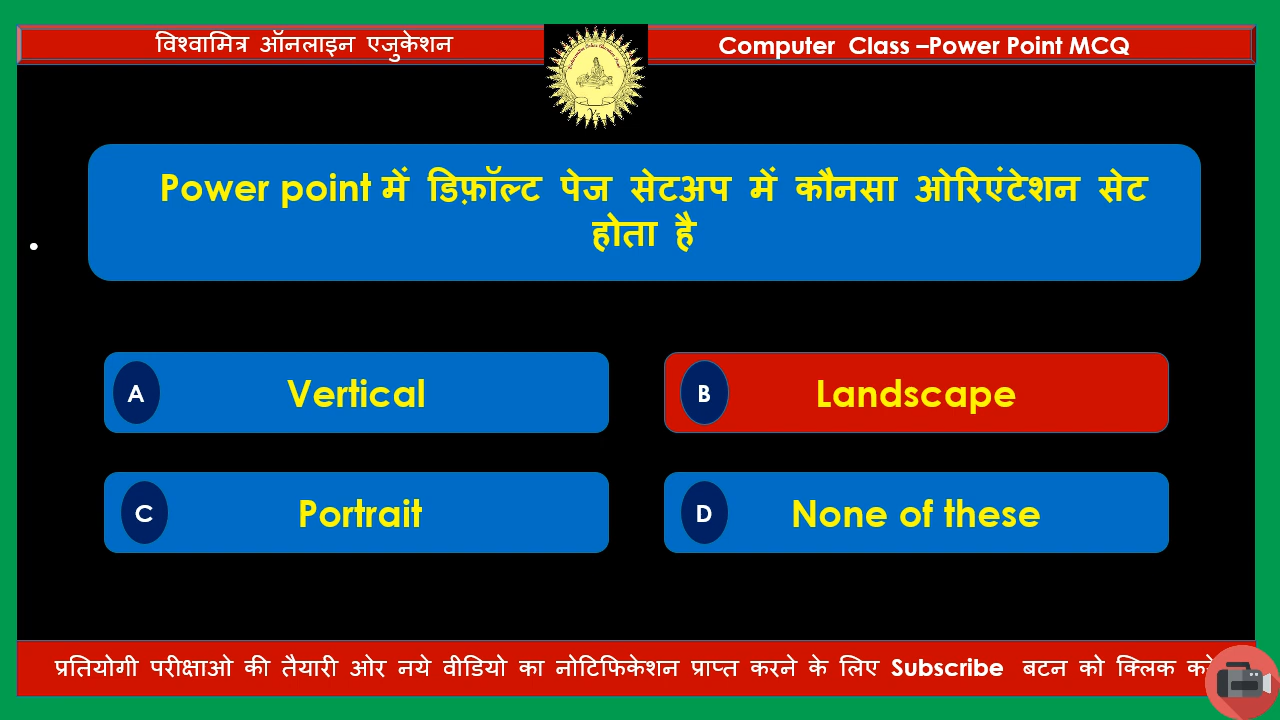 विश्वामित्र ऑनलाइन एजुकेशन
Computer Class –Power Point MCQ
Power point में डिफ़ॉल्ट पेज सेटअप में कौनसा ओरिएंटेशन सेट
होता है
A Vertical
B Landscape
C Portrait
D None of these
प्रतियोगी परीक्षाओ की तैयारी ओर नये वीडियो का नोटिफिकेशन प्राप्त करने के लिए Subscribe बटन को क्लिक